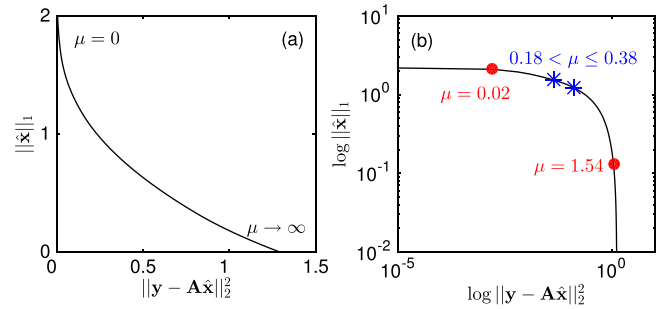 2
μ = 0
(a)
1
||x̂||₁
μ → ∞
0
0 0.5 1 1.5
||y − Ax̂||₂²
10¹
(b)
0.18 < μ ≤ 0.38
10⁰
μ = 0.02
log ||x̂||₁
10⁻¹
μ = 1.54
10⁻²
10⁻⁵ 10⁰
log ||y − Ax̂||₂²